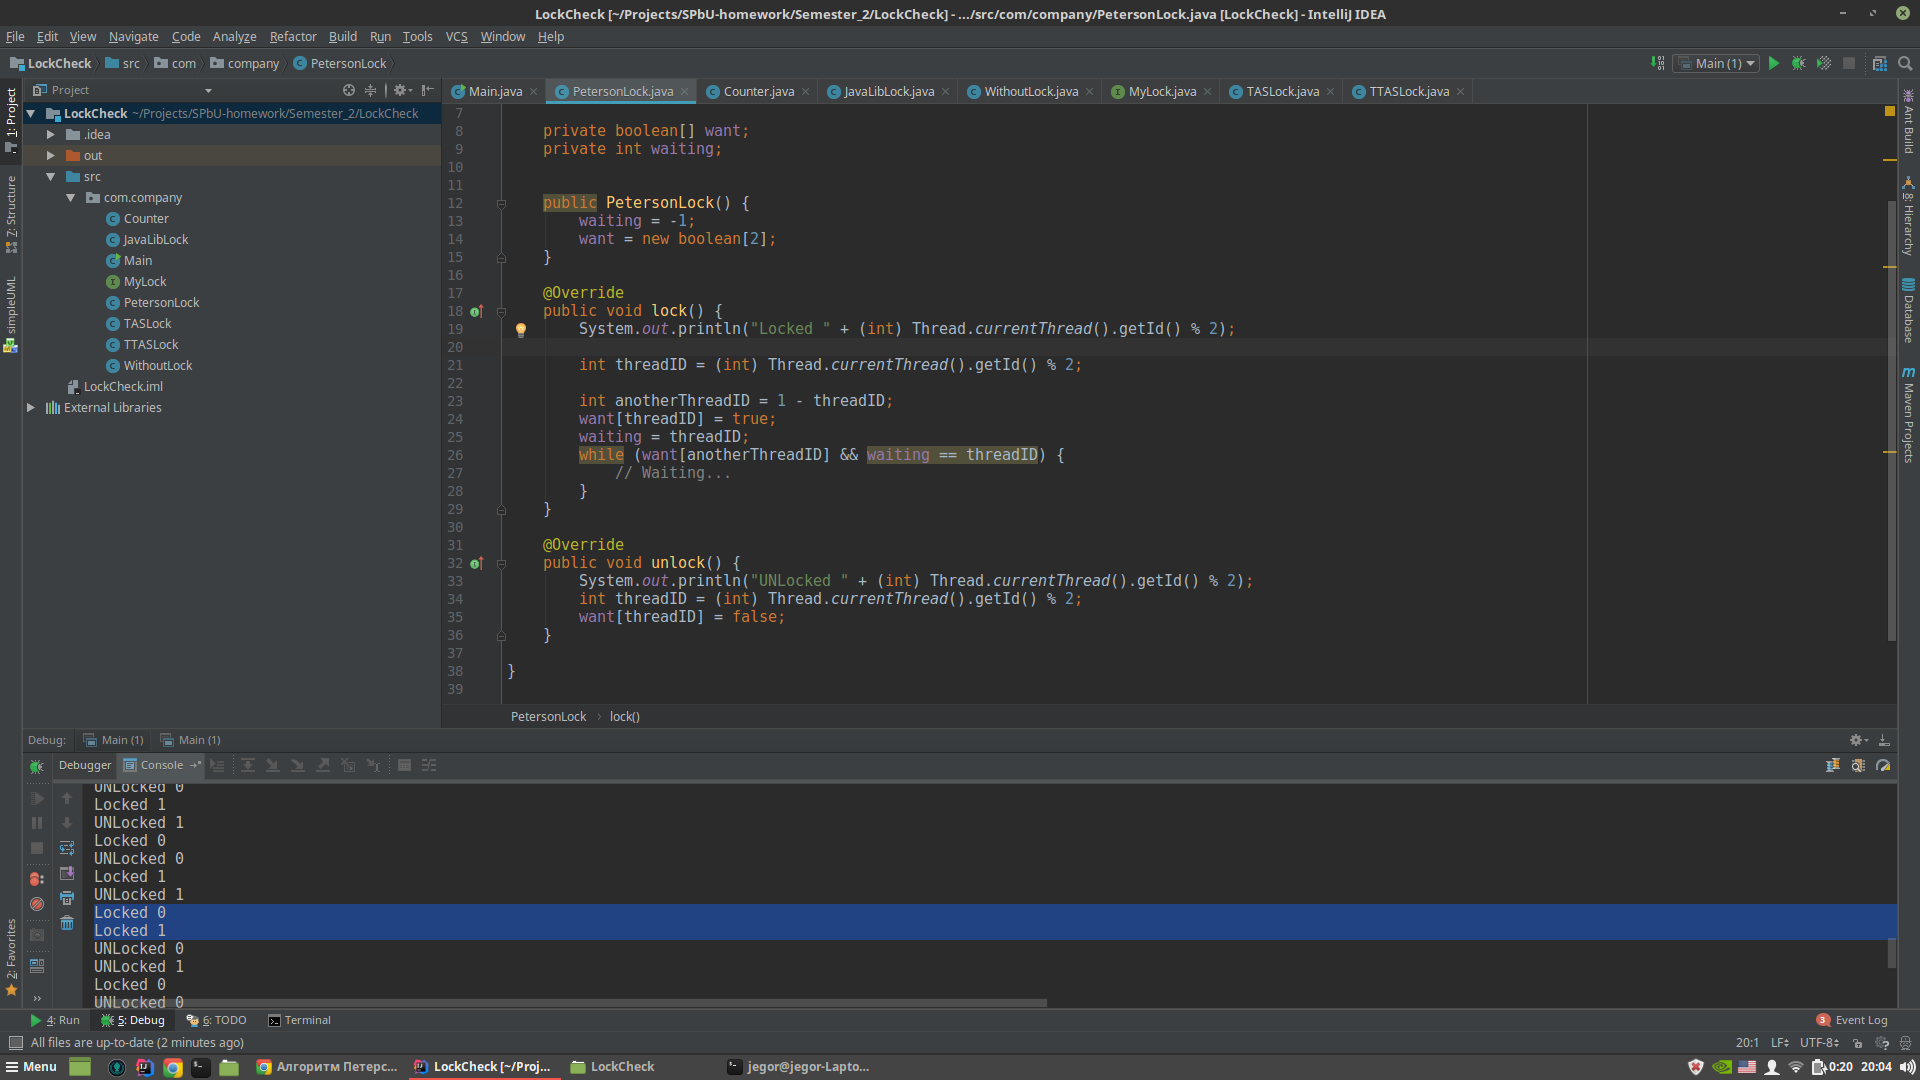 LockCheck [~/Projects/SPbU-homework/Semester_2/LockCheck] - .../src/com/company/PetersonLock.java [LockCheck] - IntelliJ IDEA
File Edit View Navigate Code Analyze Refactor Build Run Tools VCS Window Help
LockCheck src com company PetersonLock Main (1)
Project
Main.java PetersonLock.java Counter.java JavaLibLock.java WithoutLock.java MyLock.java TASLock.java TTASLock.java
LockCheck ~/Projects/SPbU-homework/Semester_2/LockCheck
.idea
out
src
com.company
Counter
JavaLibLock
Main
MyLock
PetersonLock
TASLock
TTASLock
WithoutLock
LockCheck.iml
External Libraries
1: Project
7: Structure
simpleUML
2: Favorites
7
8 private boolean[] want;
9 private int waiting;
10
11
12 public PetersonLock() {
13 waiting = -1;
14 want = new boolean[2];
15 }
16
17 @Override
18 public void lock() {
19 System.out.println("Locked " + (int) Thread.currentThread().getId() % 2);
20
21 int threadID = (int) Thread.currentThread().getId() % 2;
22
23 int anotherThreadID = 1 - threadID;
24 want[threadID] = true;
25 waiting = threadID;
26 while (want[anotherThreadID] && waiting == threadID) {
27 // Waiting...
28 }
29 }
30
31 @Override
32 public void unlock() {
33 System.out.println("UNLocked " + (int) Thread.currentThread().getId() % 2);
34 int threadID = (int) Thread.currentThread().getId() % 2;
35 want[threadID] = false;
36 }
37
38 }
39
PetersonLock › lock()
Ant Build
8: Hierarchy
Database
m Maven Projects
Debug: Main (1) Main (1)
Debugger Console
UNLocked 0
Locked 1
UNLocked 1
Locked 0
UNLocked 0
Locked 1
UNLocked 1
Locked 0
Locked 1
UNLocked 0
UNLocked 1
Locked 0
UNLocked 0
4: Run 5: Debug 6: TODO Terminal 3 Event Log
All files are up-to-date (2 minutes ago) 20:1 LF UTF-8
Menu Алгоритм Петерс... LockCheck [~/Proj... LockCheck jegor@jegor-Lapto... 0:20 20:04